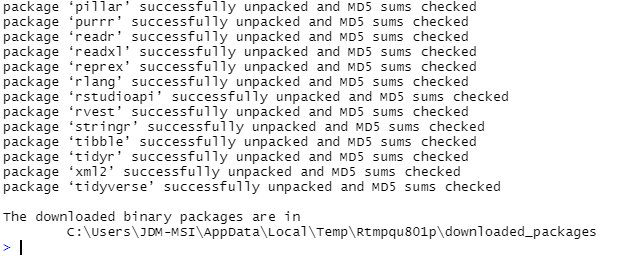 package ‘pillar’ successfully unpacked and MD5 sums checked
package ‘purrr’ successfully unpacked and MD5 sums checked
package ‘readr’ successfully unpacked and MD5 sums checked
package ‘readxl’ successfully unpacked and MD5 sums checked
package ‘reprex’ successfully unpacked and MD5 sums checked
package ‘rlang’ successfully unpacked and MD5 sums checked
package ‘rstudioapi’ successfully unpacked and MD5 sums checked
package ‘rvest’ successfully unpacked and MD5 sums checked
package ‘stringr’ successfully unpacked and MD5 sums checked
package ‘tibble’ successfully unpacked and MD5 sums checked
package ‘tidyr’ successfully unpacked and MD5 sums checked
package ‘xml2’ successfully unpacked and MD5 sums checked
package ‘tidyverse’ successfully unpacked and MD5 sums checked
The downloaded binary packages are in
C:\Users\JDM-MSI\AppData\Local\Temp\Rtmpqu801p\downloaded_packages
>